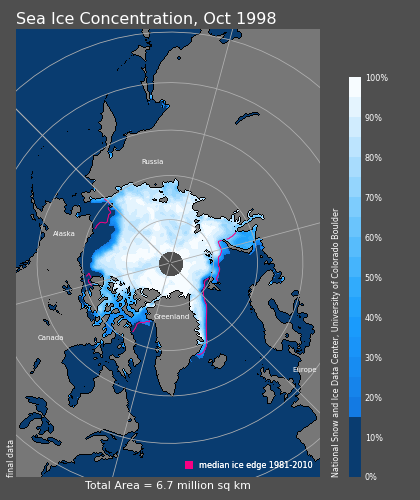 Sea Ice Concentration, Oct 1998
100%
90%
80%
70%
60%
50%
40%
30%
20%
10%
0%
Russia
Alaska
Greenland
Canada
Europe
National Snow and Ice Data Center, University of Colorado Boulder
final data
median ice edge 1981-2010
Total Area = 6.7 million sq km